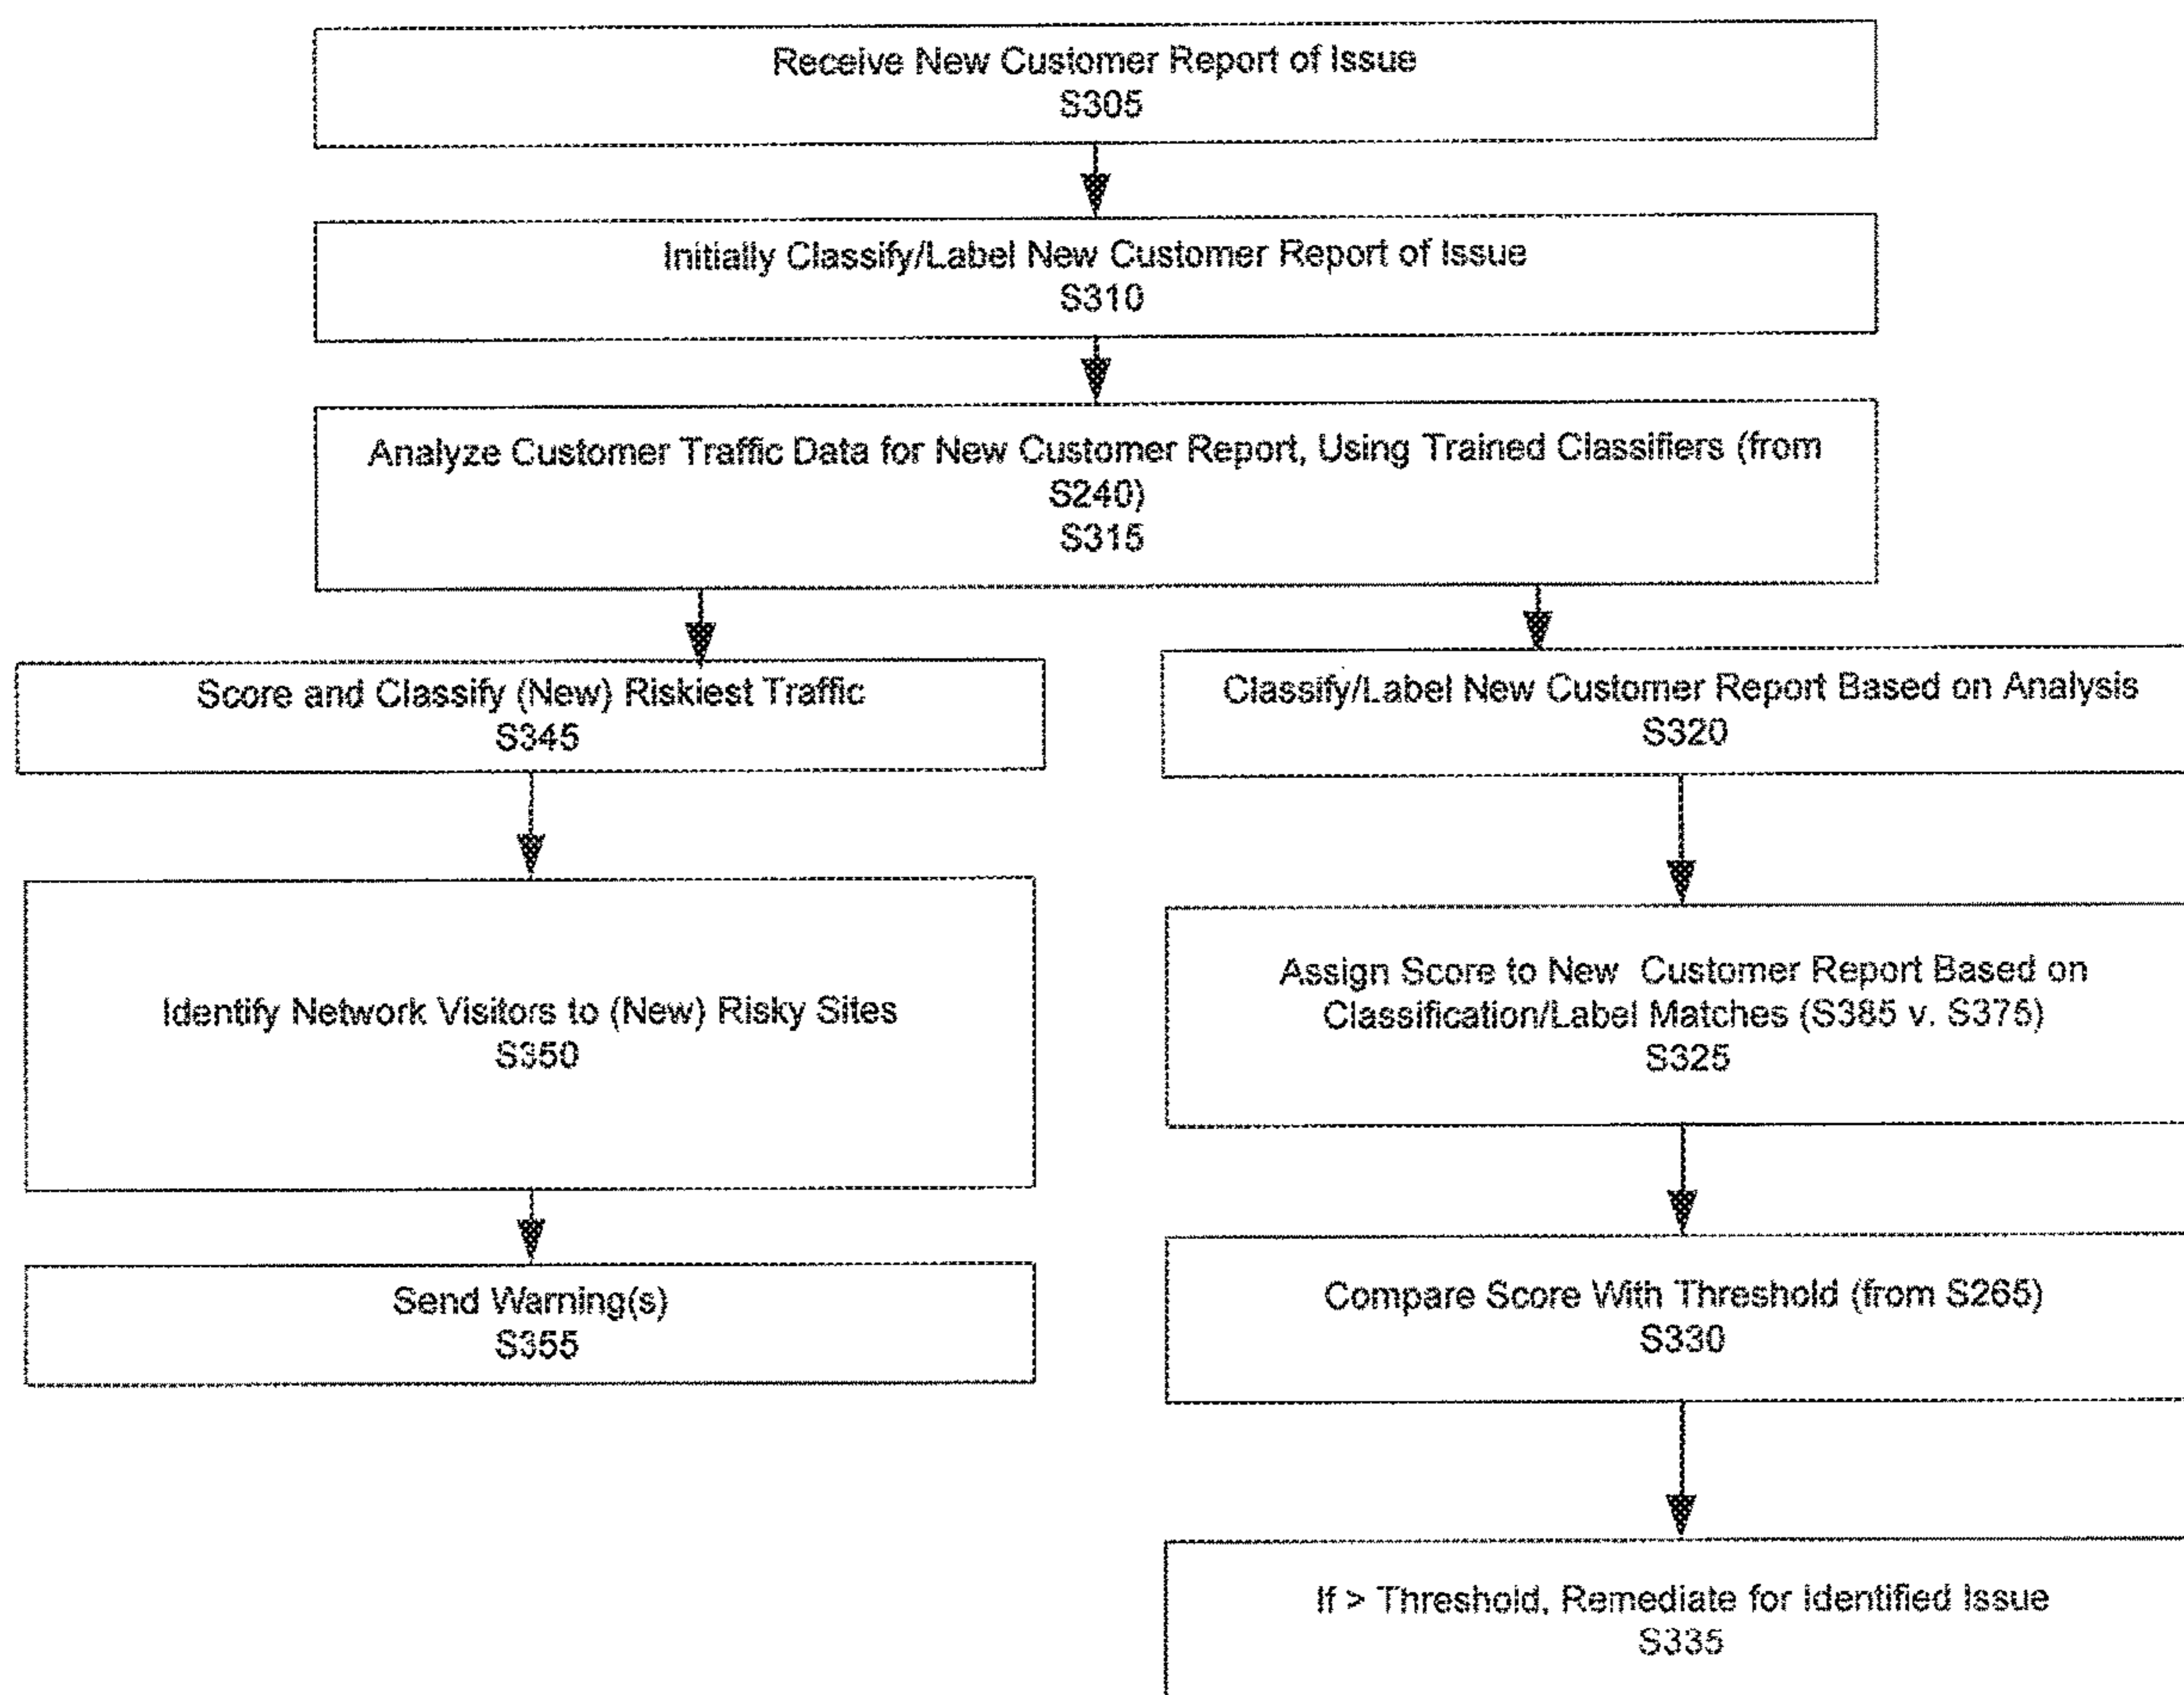 Receive New Customer Report of Issue
S305
Initially Classify/Label New Customer Report of Issue
S310
Analyze Customer Traffic Data for New Customer Report, Using Trained Classifiers (from
S240)
S315
Score and Classify (New) Riskiest Traffic
S345
Classify/Label New Customer Report Based on Analysis
S320
Identify Network Visitors to (New) Risky Sites
S350
Assign Score to New Customer Report Based on
Classification/Label Matches (S385 v. S375)
S325
Send Warning(s)
S355
Compare Score With Threshold (from S265)
S330
If > Threshold, Remediate for Identified Issue
S335